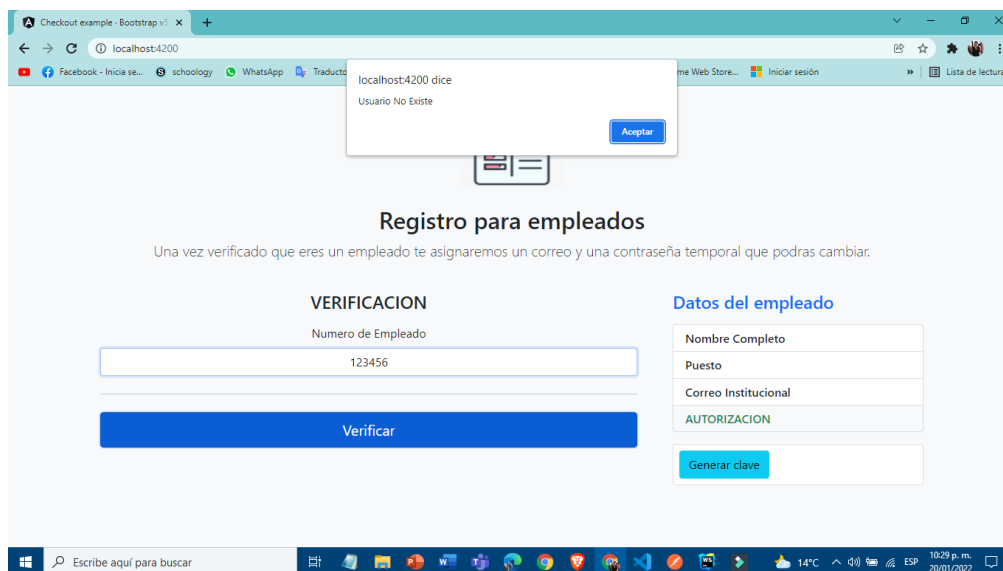 Checkout example · Bootstrap v5
localhost:4200
Facebook - Inicia se... schoology WhatsApp Traducto me Web Store... Iniciar sesión » Lista de lectura
localhost:4200 dice
Usuario No Existe
Aceptar
Registro para empleados
Una vez verificado que eres un empleado te asignaremos un correo y una contraseña temporal que podras cambiar.
VERIFICACION
Numero de Empleado
123456
Verificar
Datos del empleado
Nombre Completo
Puesto
Correo Institucional
AUTORIZACION
Generar clave
Escribe aquí para buscar
14°C
ESP
10:29 p. m.
20/01/2022